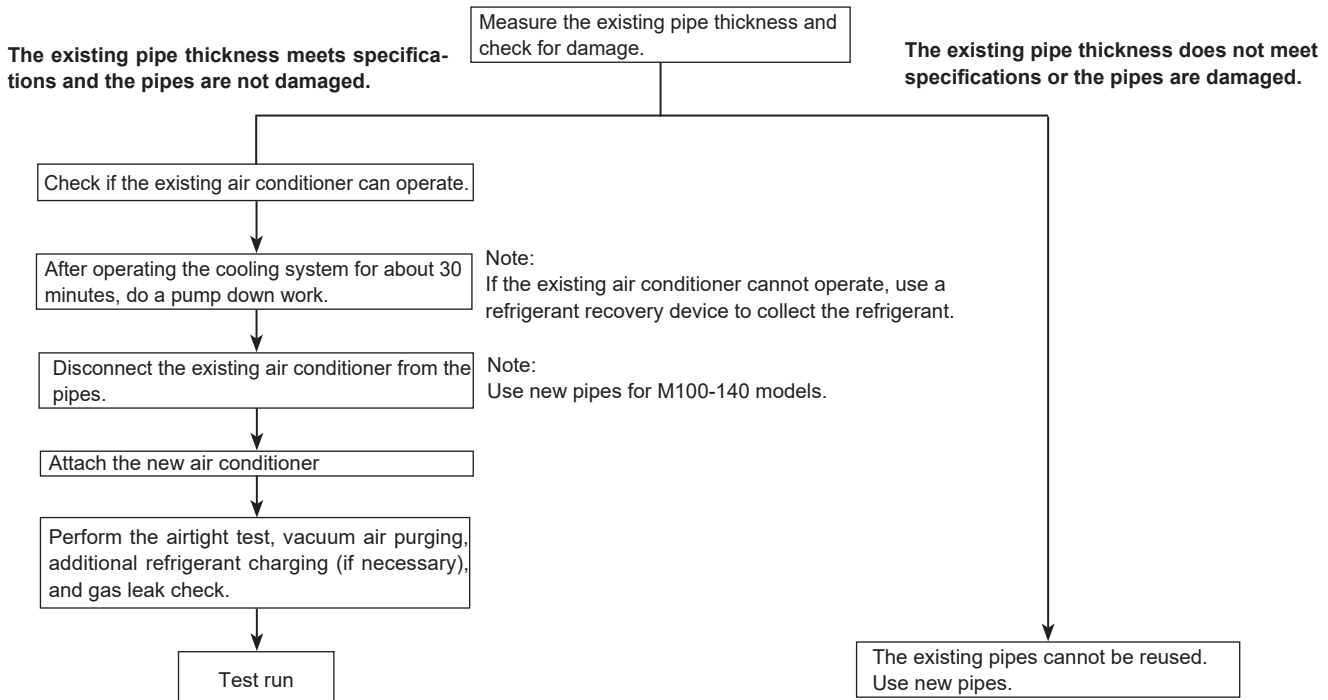 Measure the existing pipe thickness and
check for damage.
The existing pipe thickness meets specifica-
tions and the pipes are not damaged.
The existing pipe thickness does not meet
specifications or the pipes are damaged.
Check if the existing air conditioner can operate.
After operating the cooling system for about 30
minutes, do a pump down work.
Note:
If the existing air conditioner cannot operate, use a
refrigerant recovery device to collect the refrigerant.
Disconnect the existing air conditioner from the
pipes.
Note:
Use new pipes for M100-140 models.
Attach the new air conditioner
Perform the airtight test, vacuum air purging,
additional refrigerant charging (if necessary),
and gas leak check.
Test run
The existing pipes cannot be reused.
Use new pipes.